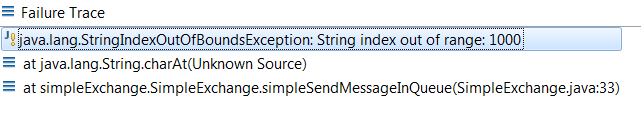 Failure Trace
java.lang.StringIndexOutOfBoundsException: String index out of range: 1000
at java.lang.String.charAt(Unknown Source)
at simpleExchange.SimpleExchange.simpleSendMessageInQueue(SimpleExchange.java:33)